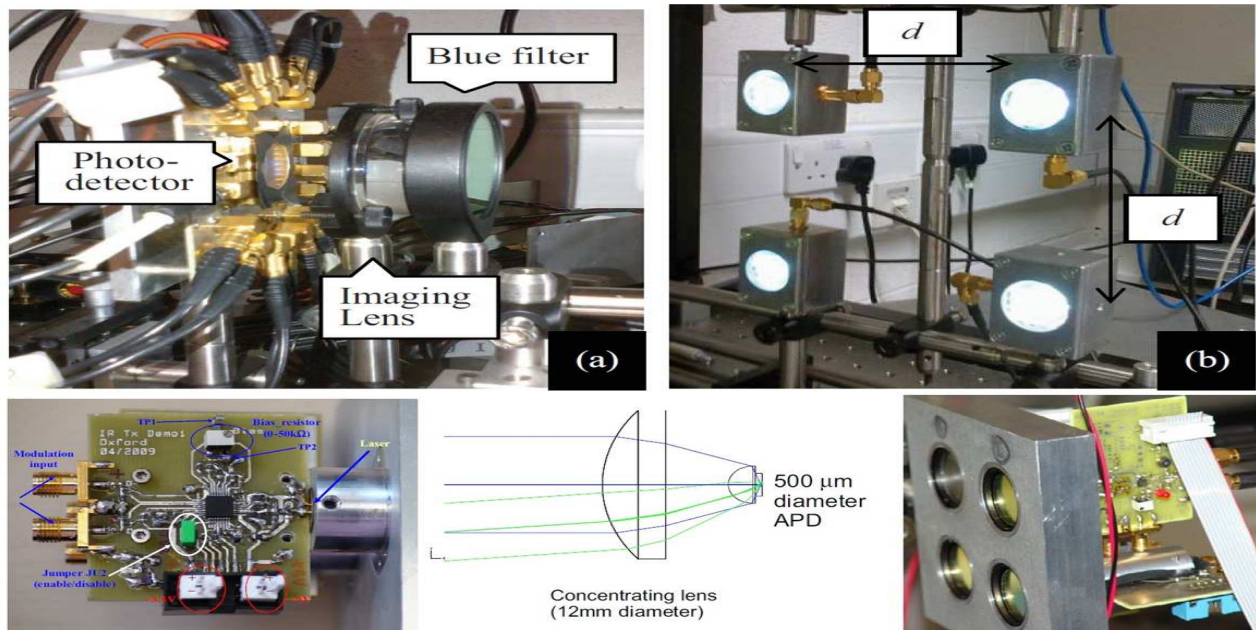 Blue filter
Photo-
detector
Imaging
Lens
(a)
d
d
(b)
IR Tx Demo1
Oxford
04/2009
TP1
Bias_resistor
(0~50kΩ)
TP2
Laser
Modulation
input
Jumper JU2
(enable/disable)
500 μm
diameter
APD
Concentrating lens
(12mm diameter)